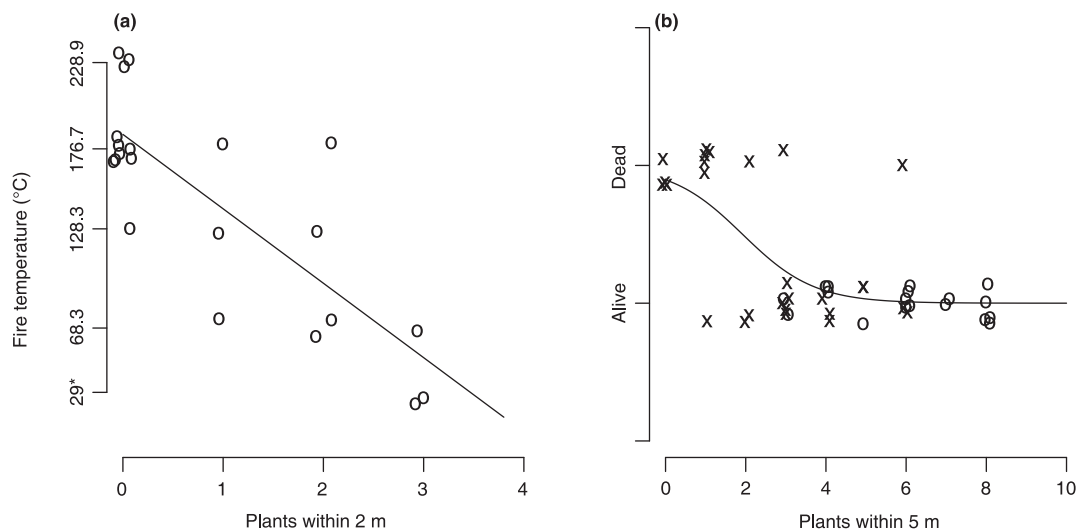 (a)
Fire temperature (°C)
228.9
176.7
128.3
68.3
29*
0 1 2 3 4
Plants within 2 m
(b)
Dead
Alive
0 2 4 6 8 10
Plants within 5 m